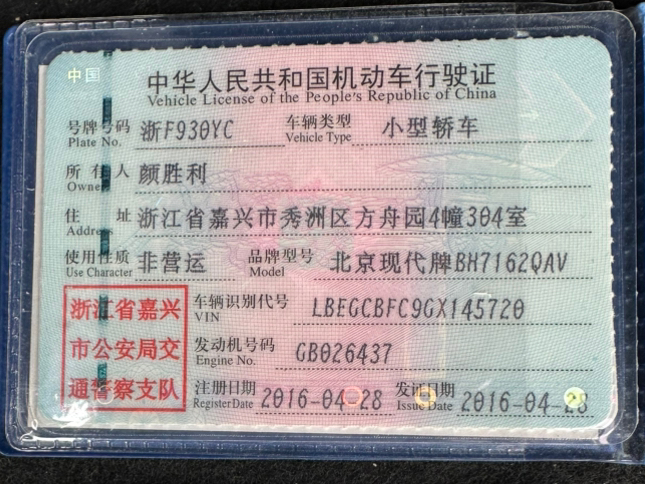 中国
中华人民共和国机动车行驶证
Vehicle License of the People's Republic of China
号牌号码 浙F930YC 车辆类型 小型轿车
Plate No. Vehicle Type
所有人 颜胜利
Owner
住址 浙江省嘉兴市秀洲区方舟园4幢304室
Address
使用性质 非营运 品牌型号 北京现代牌BH7162QAV
Use Character Model
浙江省嘉兴 车辆识别代号 LBEGCBFC9GX145720
VIN
市公安局交 发动机号码 GB026437
Engine No.
通警察支队 注册日期 2016-04-28 发证日期 2016-04-28
Register Date Issue Date